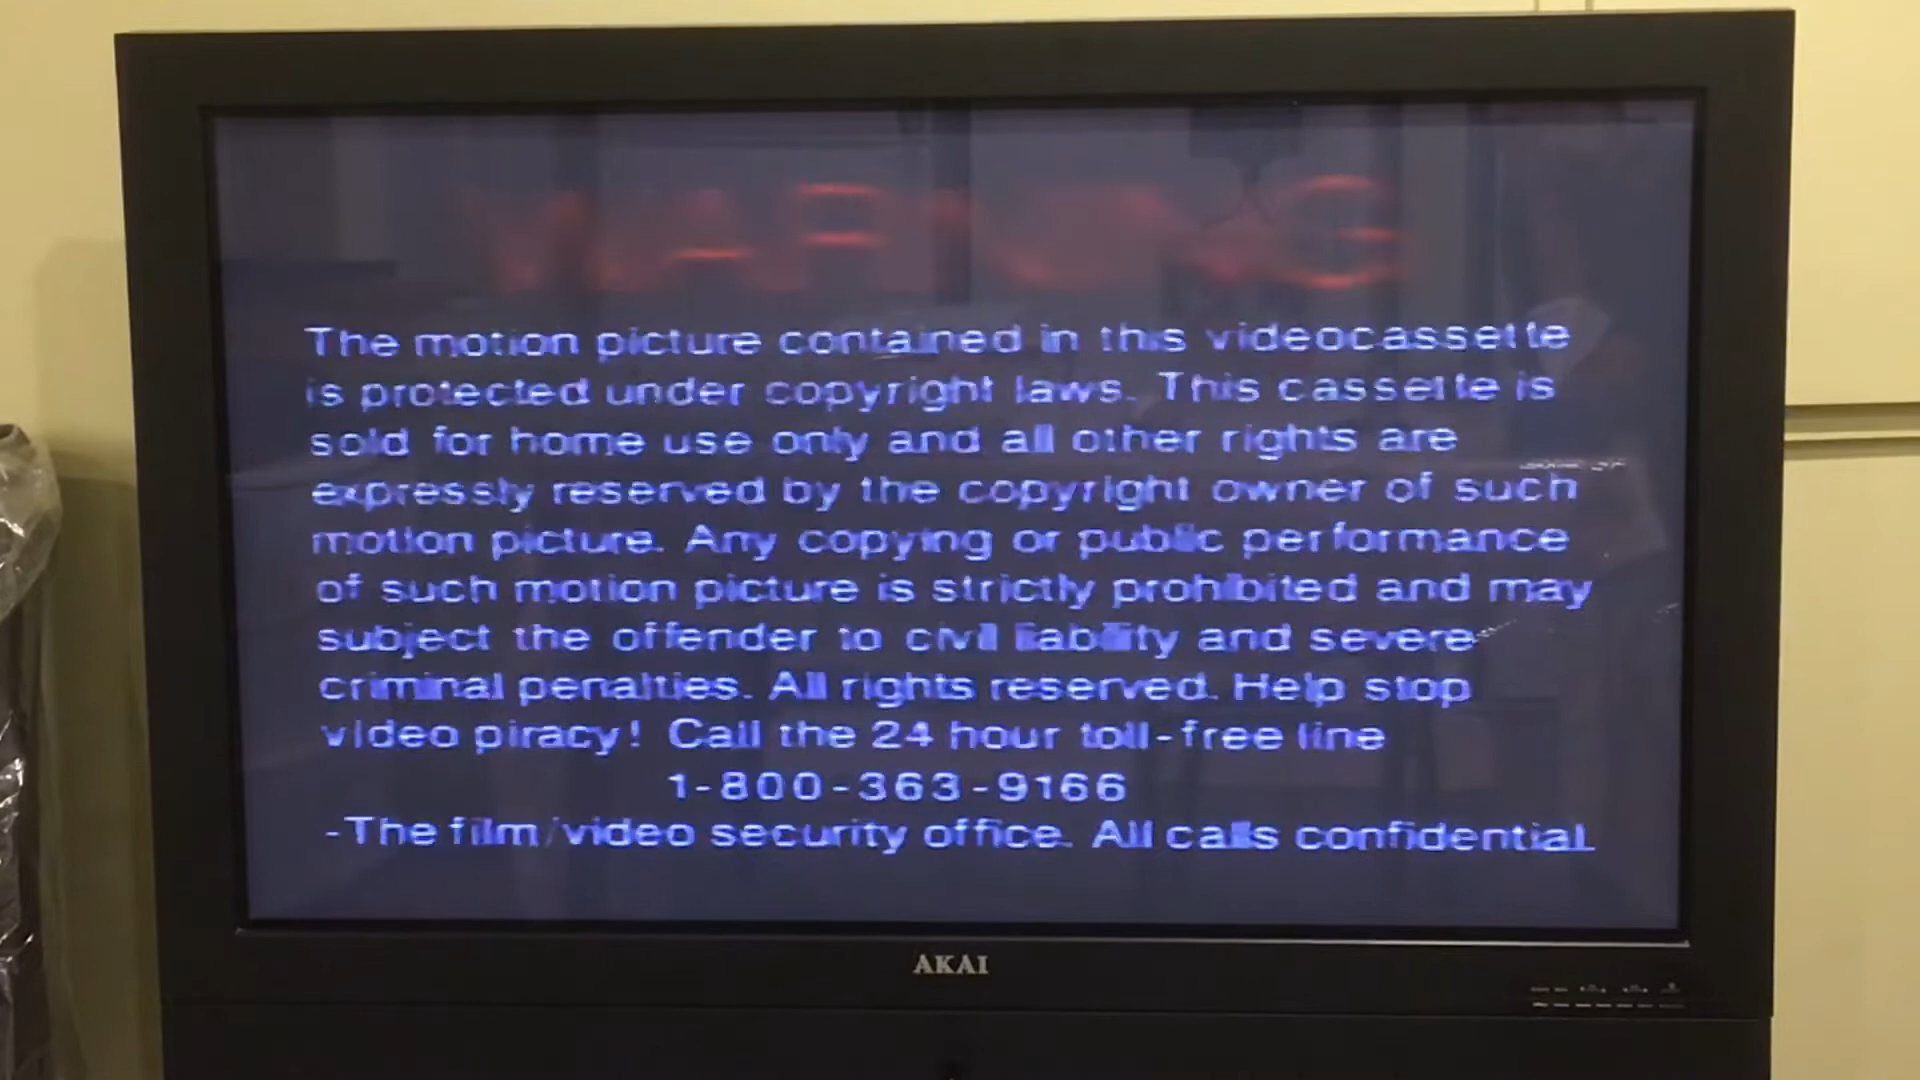 WARNING
The motion picture contained in this videocassette
is protected under copyright laws. This cassette is
sold for home use only and all other rights are
expressly reserved by the copyright owner of such
motion picture. Any copying or public performance
of such motion picture is strictly prohibited and may
subject the offender to civil liability and severe
criminal penalties. All rights reserved. Help stop
video piracy! Call the 24 hour toll-free line
1-800-363-9166
-The film/video security office. All calls confidential.
AKAI